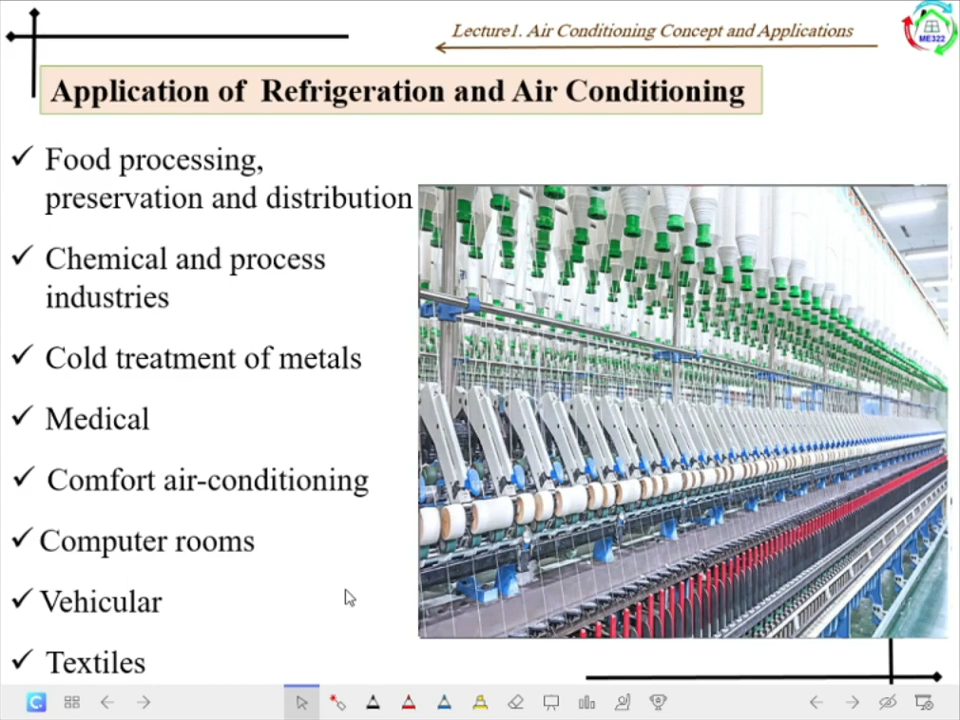 Lecture1. Air Conditioning Concept and Applications
ME322
Application of Refrigeration and Air Conditioning
Food processing,
preservation and distribution
Chemical and process
industries
Cold treatment of metals
Medical
Comfort air-conditioning
Computer rooms
Vehicular
Textiles